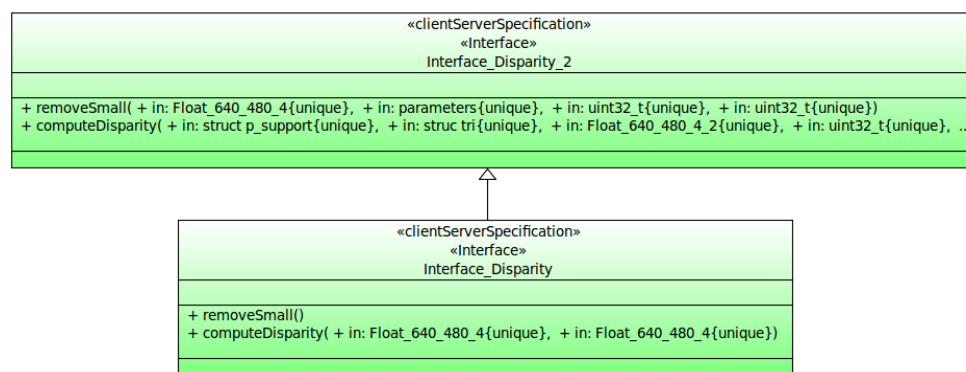 «clientServerSpecification»
«Interface»
Interface_Disparity_2
+ removeSmall( + in: Float_640_480_4{unique}, + in: parameters{unique}, + in: uint32_t{unique}, + in: uint32_t{unique})
+ computeDisparity( + in: struct p_support{unique}, + in: struc tri{unique}, + in: Float_640_480_4_2{unique}, + in: uint32_t{unique}, ..
«clientServerSpecification»
«Interface»
Interface_Disparity
+ removeSmall()
+ computeDisparity( + in: Float_640_480_4{unique}, + in: Float_640_480_4{unique})